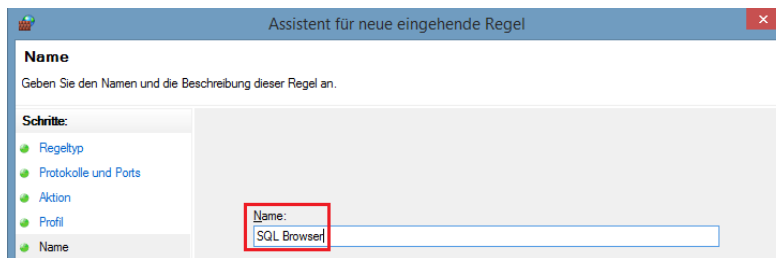 Assistent für neue eingehende Regel
Name
Geben Sie den Namen und die Beschreibung dieser Regel an.
Schritte:
Regeltyp
Protokolle und Ports
Aktion
Profil
Name
Name:
SQL Browser